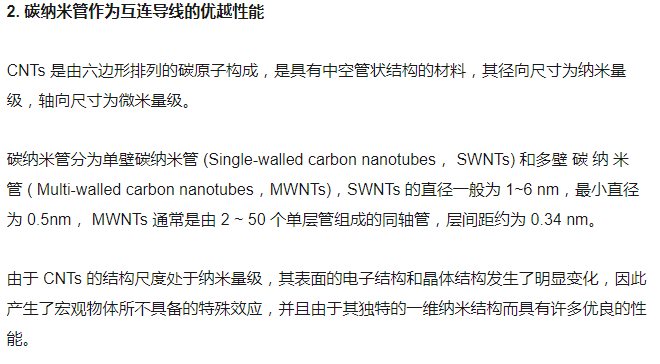 2. 碳纳米管作为互连导线的优越性能
CNTs 是由六边形排列的碳原子构成，是具有中空管状结构的材料，其径向尺寸为纳米量
级，轴向尺寸为微米量级。
碳纳米管分为单壁碳纳米管 (Single-walled carbon nanotubes， SWNTs) 和多壁 碳 纳 米
管 ( Multi-walled carbon nanotubes，MWNTs)，SWNTs 的直径一般为 1~6 nm，最小直径
为 0.5nm， MWNTs 通常是由 2 ~ 50 个单层管组成的同轴管，层间距约为 0.34 nm。
由于 CNTs 的结构尺度处于纳米量级，其表面的电子结构和晶体结构发生了明显变化，因此
产生了宏观物体所不具备的特殊效应，并且由于其独特的一维纳米结构而具有许多优良的性
能。